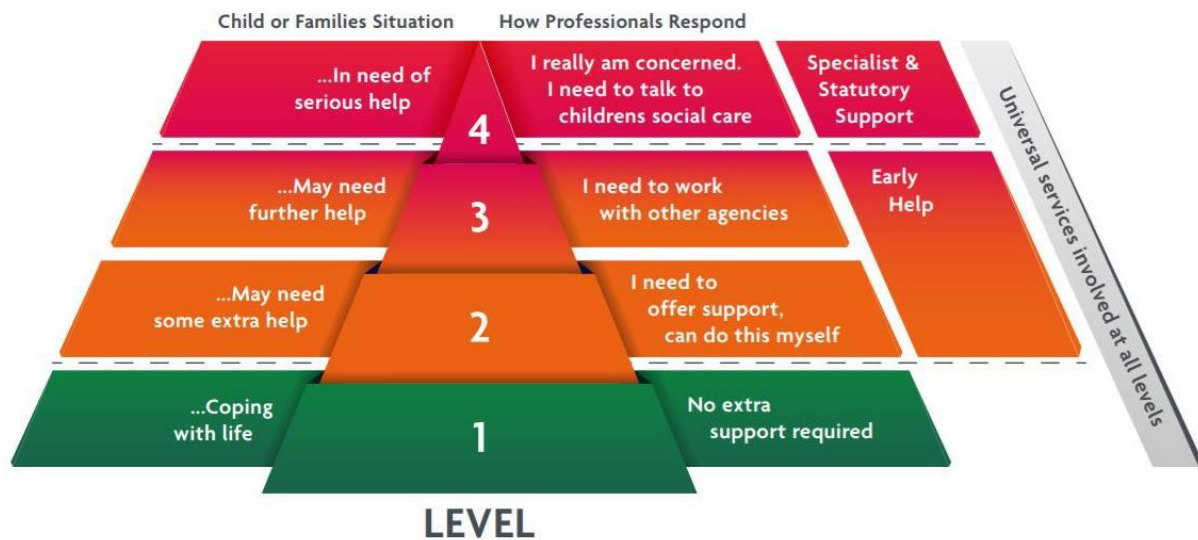 Child or Families Situation
How Professionals Respond
...In need of
serious help
4
I really am concerned.
I need to talk to
childrens social care
Specialist &
Statutory
Support
...May need
further help
3
I need to work
with other agencies
Early
Help
...May need
some extra help
2
I need to
offer support,
can do this myself
...Coping
with life
1
No extra
support required
Universal services involved at all levels
LEVEL